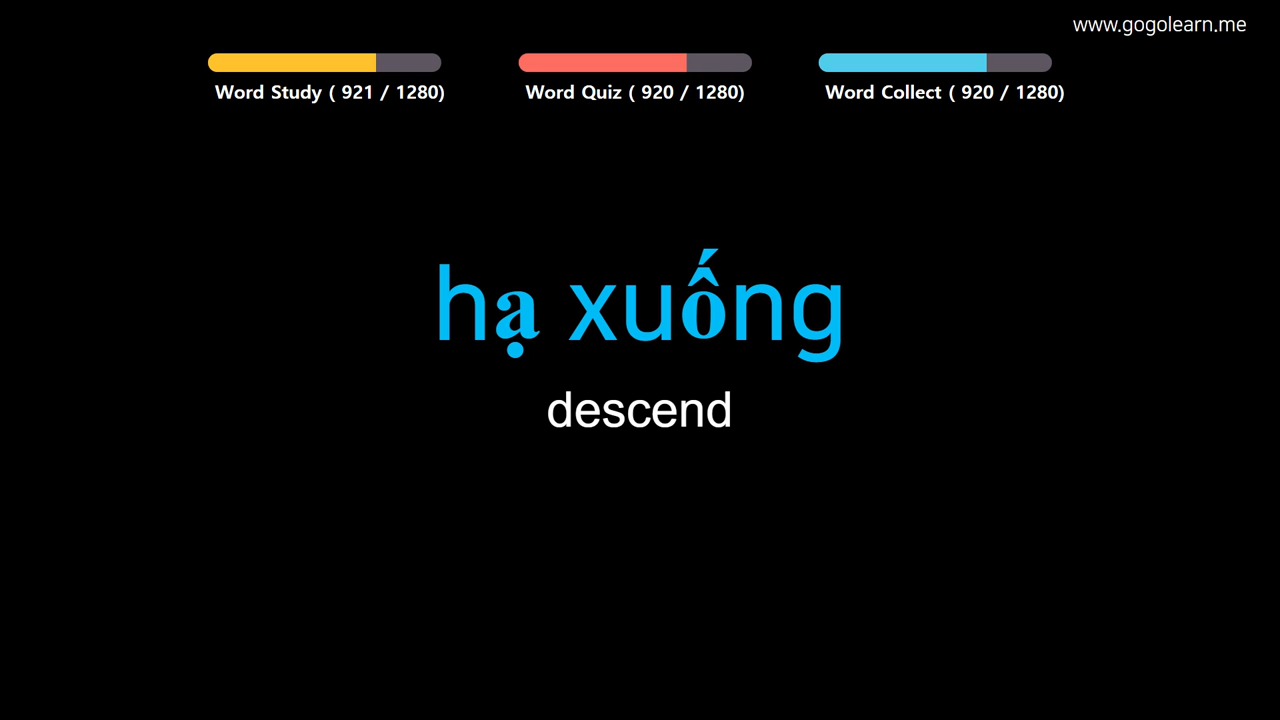 www.gogolearn.me
Word Study ( 921 / 1280)
Word Quiz ( 920 / 1280)
Word Collect ( 920 / 1280)
hạ xuống
descend